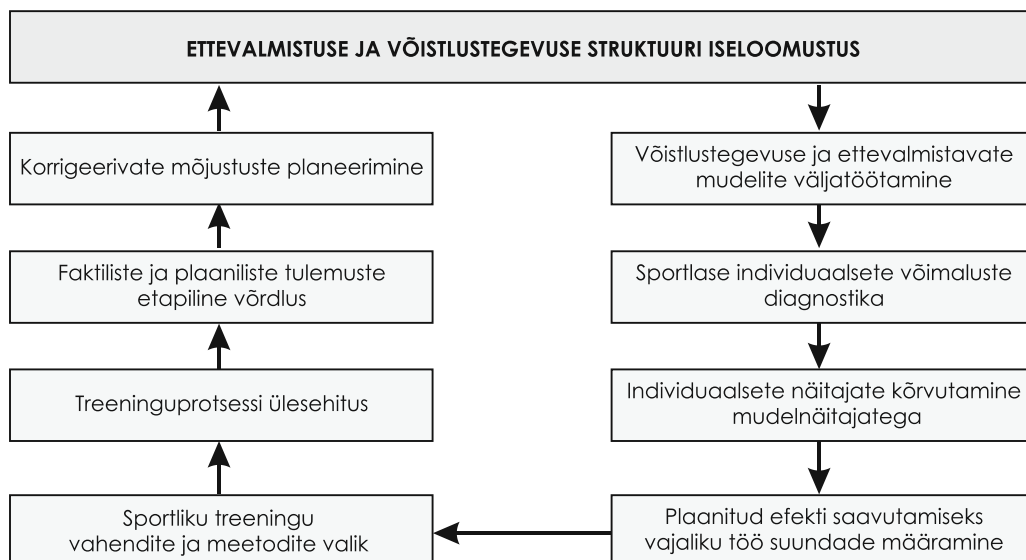 ETTEVALMISTUSE JA VÕISTLUSTEGEVUSE STRUKTUURI ISELOOMUSTUS
Korrigeerivate mõjustuste planeerimine
Võistlustegevuse ja ettevalmistavate
mudelite väljatöötamine
Faktiliste ja plaaniliste tulemuste
etapiline võrdlus
Sportlase individuaalsete võimaluste
diagnostika
Treeninguprotsessi ülesehitus
Individuaalsete näitajate kõrvutamine
mudelnäitajatega
Sportliku treeningu
vahendite ja meetodite valik
Plaanitud efekti saavutamiseks
vajaliku töö suundade määramine